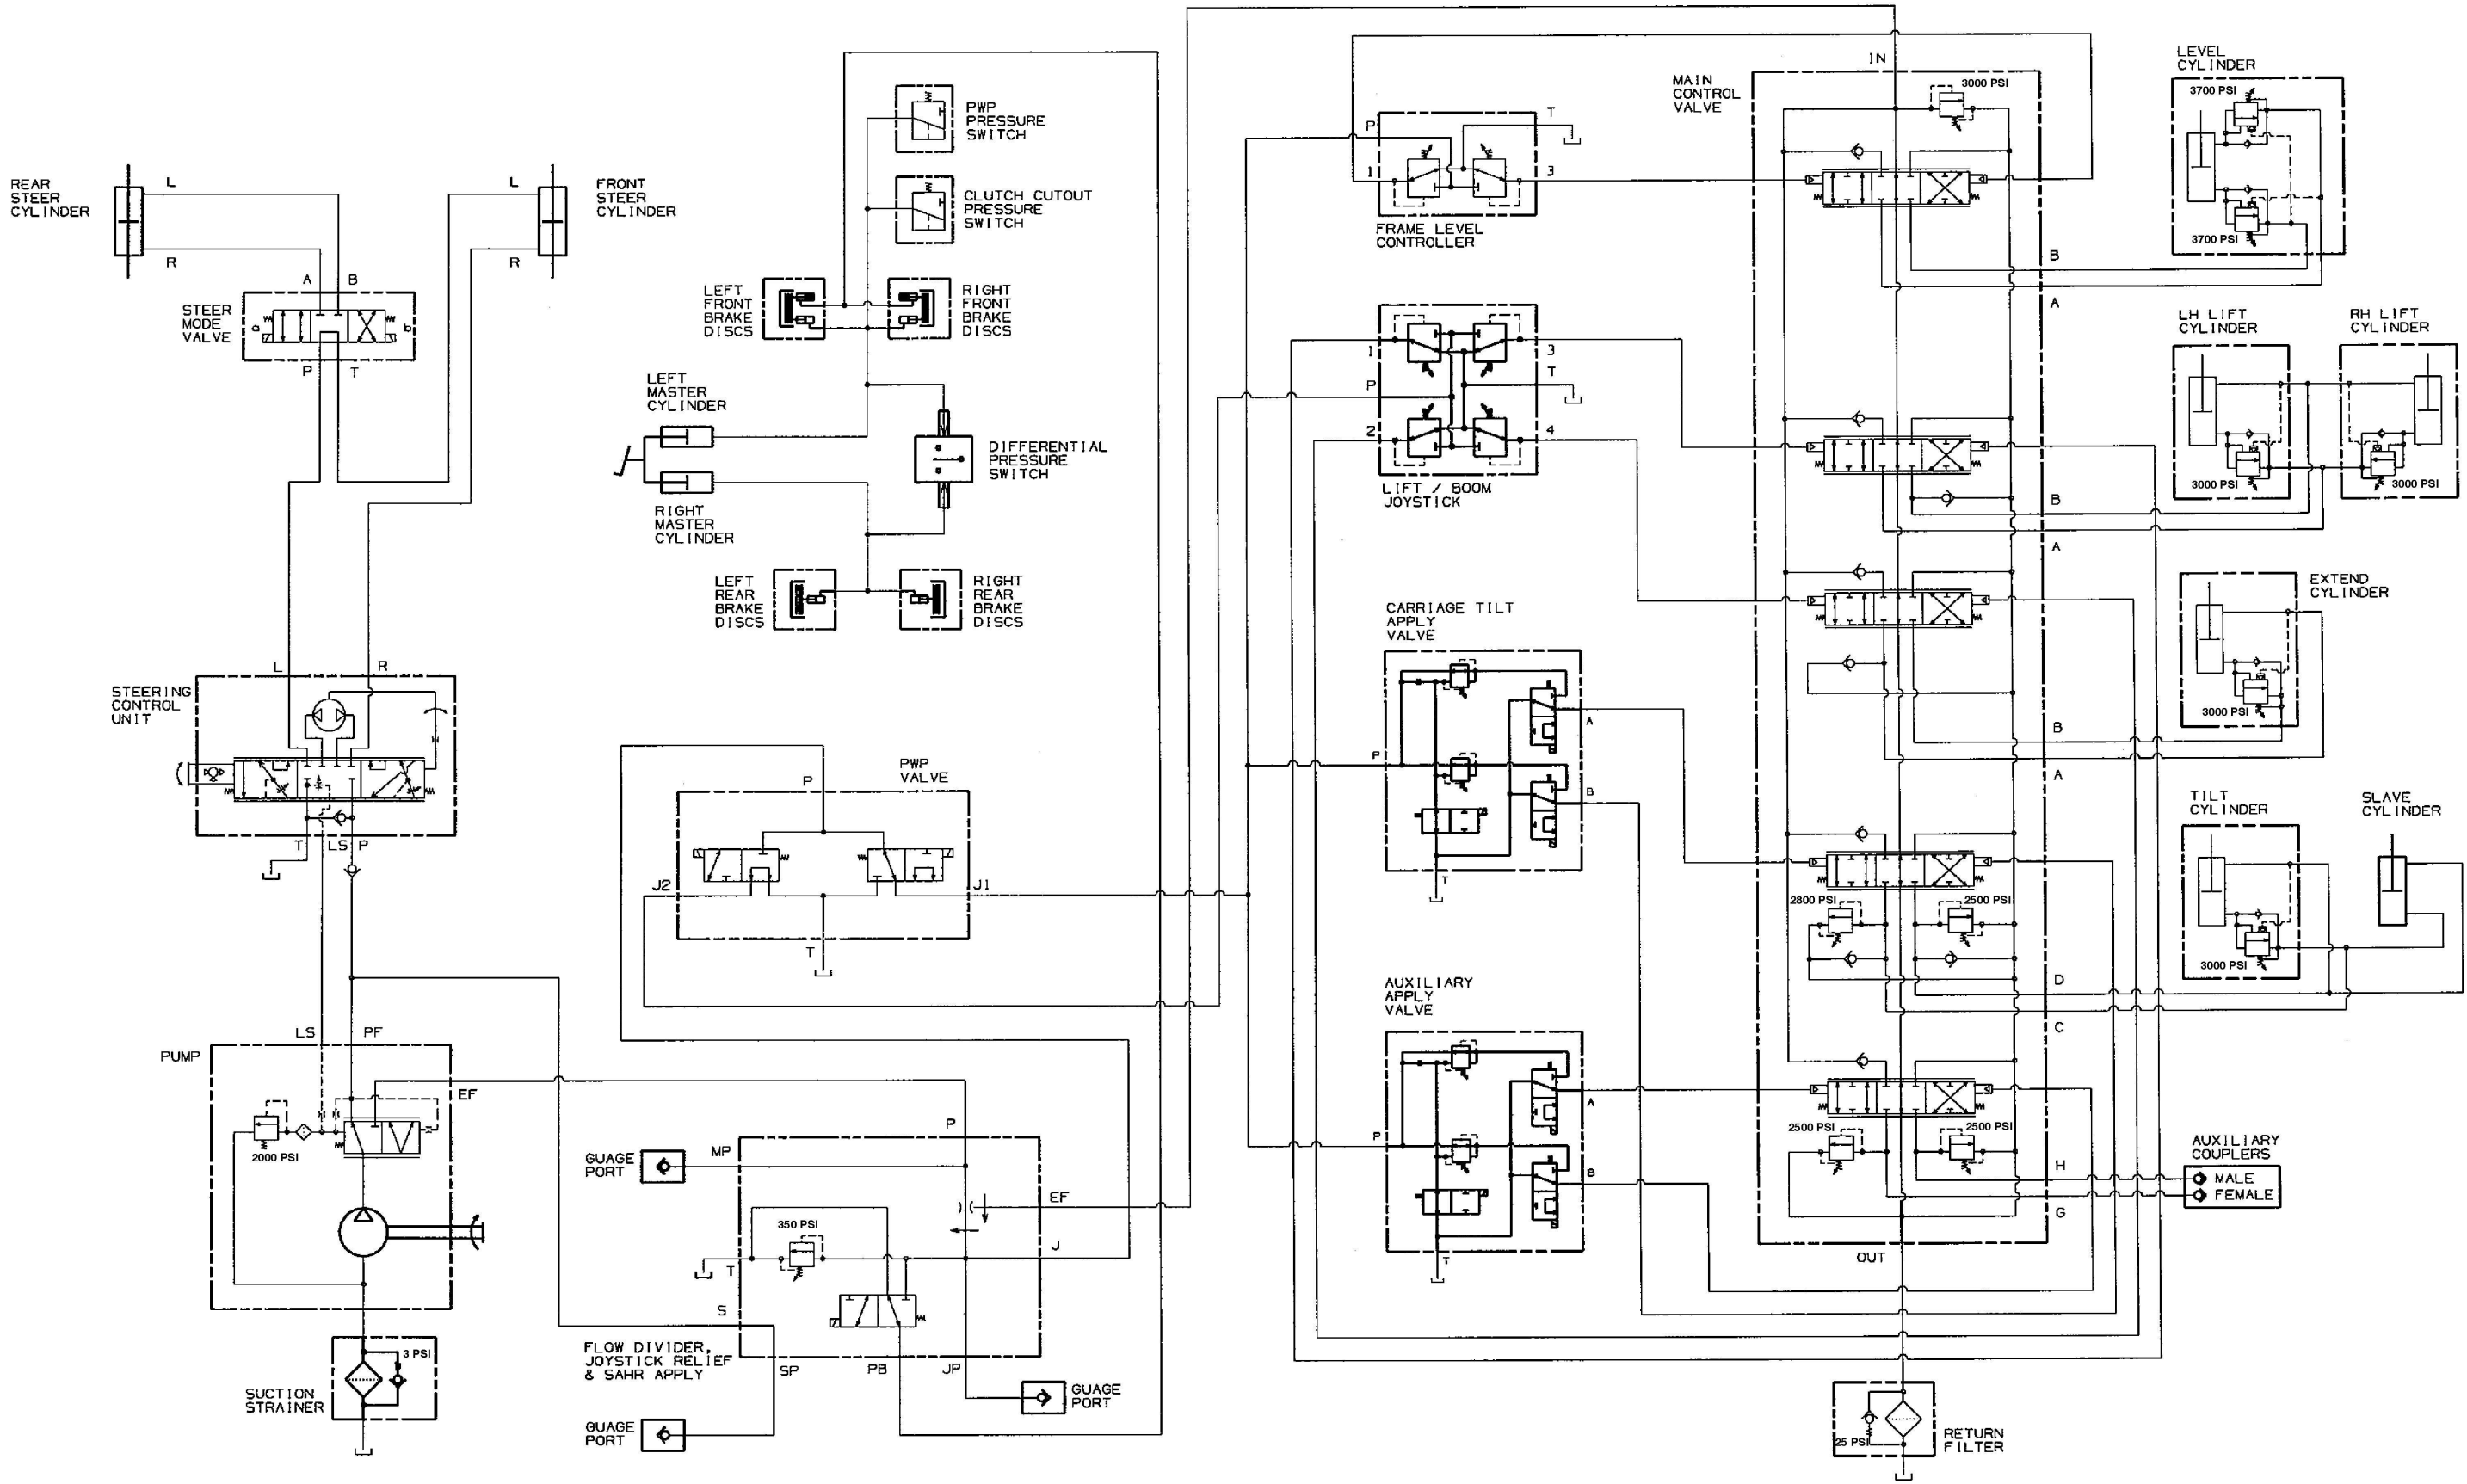 REAR
STEER
CYLINDER
L
R
L
R
FRONT
STEER
CYLINDER
A
B
STEER
MODE
VALVE
a
b
P
T
L
R
STEERING
CONTROL
UNIT
T
LS
P
LS
PF
PUMP
EF
2000 PSI
3 PSI
SUCTION
STRAINER
PWP
PRESSURE
SWITCH
CLUTCH CUTOUT
PRESSURE
SWITCH
LEFT
FRONT
BRAKE
DISCS
RIGHT
FRONT
BRAKE
DISCS
LEFT
MASTER
CYLINDER
DIFFERENTIAL
PRESSURE
SWITCH
RIGHT
MASTER
CYLINDER
LEFT
REAR
BRAKE
DISCS
RIGHT
REAR
BRAKE
DISCS
PWP
VALVE
P
J2
J1
T
P
MP
GUAGE
PORT
EF
350 PSI
J
T
S
FLOW DIVIDER,
JOYSTICK RELIEF
& SAHR APPLY
SP
PB
JP
GUAGE
PORT
GUAGE
PORT
P
T
1
3
FRAME LEVEL
CONTROLLER
1
3
T
P
2
4
LIFT / BOOM
JOYSTICK
CARRIAGE TILT
APPLY
VALVE
P
A
B
T
AUXILIARY
APPLY
VALVE
P
A
B
T
MAIN
CONTROL
VALVE
IN
3000 PSI
B
A
B
A
B
A
2800 PSI
2500 PSI
D
C
2500 PSI
2500 PSI
H
G
OUT
25 PSI
RETURN
FILTER
LEVEL
CYLINDER
3700 PSI
3700 PSI
LH LIFT
CYLINDER
RH LIFT
CYLINDER
3000 PSI
3000 PSI
EXTEND
CYLINDER
3000 PSI
TILT
CYLINDER
SLAVE
CYLINDER
3000 PSI
AUXILIARY
COUPLERS
MALE
FEMALE